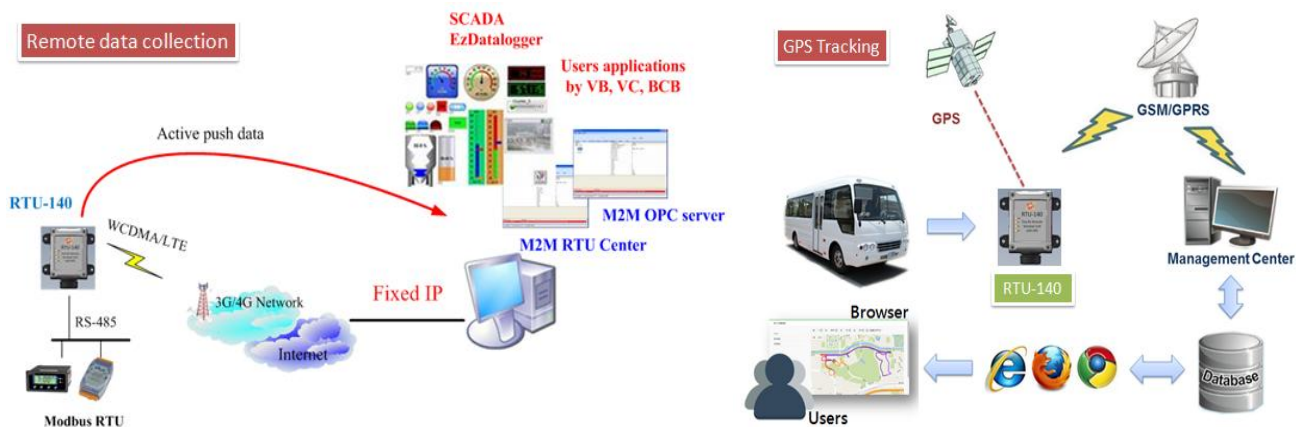 Remote data collection
SCADA
EzDatalogger
Users applications
by VB, VC, BCB
Active push data
RTU-140
WCDMA/LTE
M2M OPC server
M2M RTU Center
3G/4G Network
Fixed IP
Internet
RS-485
Modbus RTU
GPS Tracking
GPS
GSM/GPRS
RTU-140
RTU-140
Management Center
Browser
Database
Users